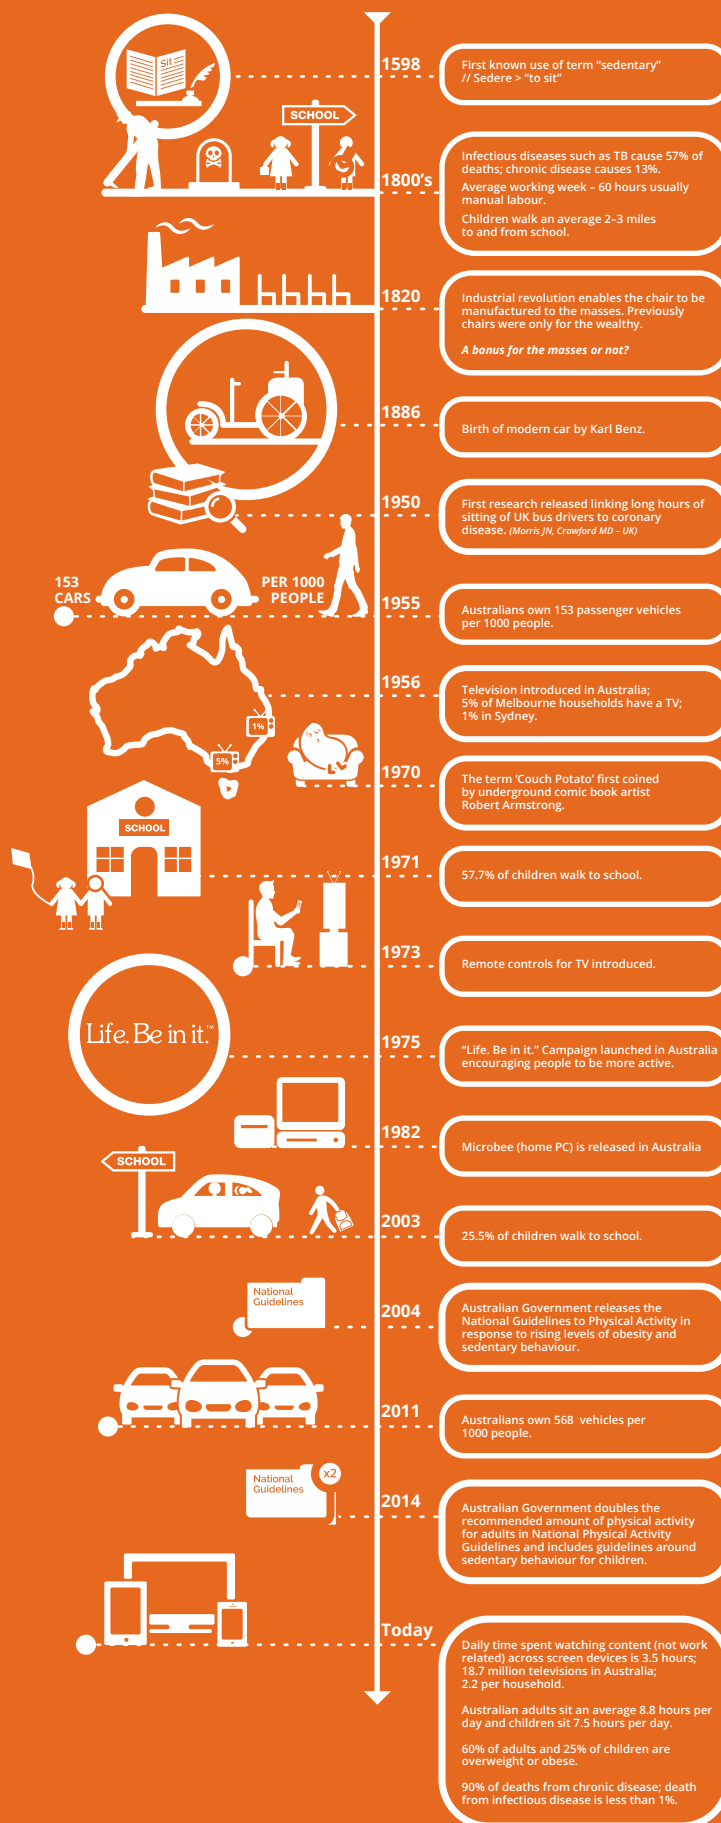 sit
1598
First known use of term “sedentary”
// Sedere > “to sit”
SCHOOL
1800’s
Infectious diseases such as TB cause 57% of
deaths; chronic disease causes 13%.
Average working week – 60 hours usually
manual labour.
Children walk an average 2–3 miles
to and from school.
1820
Industrial revolution enables the chair to be
manufactured to the masses. Previously
chairs were only for the wealthy.
A bonus for the masses or not?
1886
Birth of modern car by Karl Benz.
1950
First research released linking long hours of
sitting of UK bus drivers to coronary
disease. (Morris JN, Crawford MD – UK)
153
CARS
PER 1000
PEOPLE
1955
Australians own 153 passenger vehicles
per 1000 people.
1956
Television introduced in Australia;
5% of Melbourne households have a TV;
1% in Sydney.
1%
5%
1970
The term ‘Couch Potato’ first coined
by underground comic book artist
Robert Armstrong.
SCHOOL
1971
57.7% of children walk to school.
1973
Remote controls for TV introduced.
Life. Be in it.™
1975
“Life. Be in it.” Campaign launched in Australia
encouraging people to be more active.
1982
Microbee (home PC) is released in Australia
SCHOOL
2003
25.5% of children walk to school.
National
Guidelines
2004
Australian Government releases the
National Guidelines to Physical Activity in
response to rising levels of obesity and
sedentary behaviour.
2011
Australians own 568 vehicles per
1000 people.
National
Guidelines
x2
2014
Australian Government doubles the
recommended amount of physical activity
for adults in National Physical Activity
Guidelines and includes guidelines around
sedentary behaviour for children.
Today
Daily time spent watching content (not work
related) across screen devices is 3.5 hours;
18.7 million televisions in Australia;
2.2 per household.
Australian adults sit an average 8.8 hours per
day and children sit 7.5 hours per day.
60% of adults and 25% of children are
overweight or obese.
90% of deaths from chronic disease; death
from infectious disease is less than 1%.